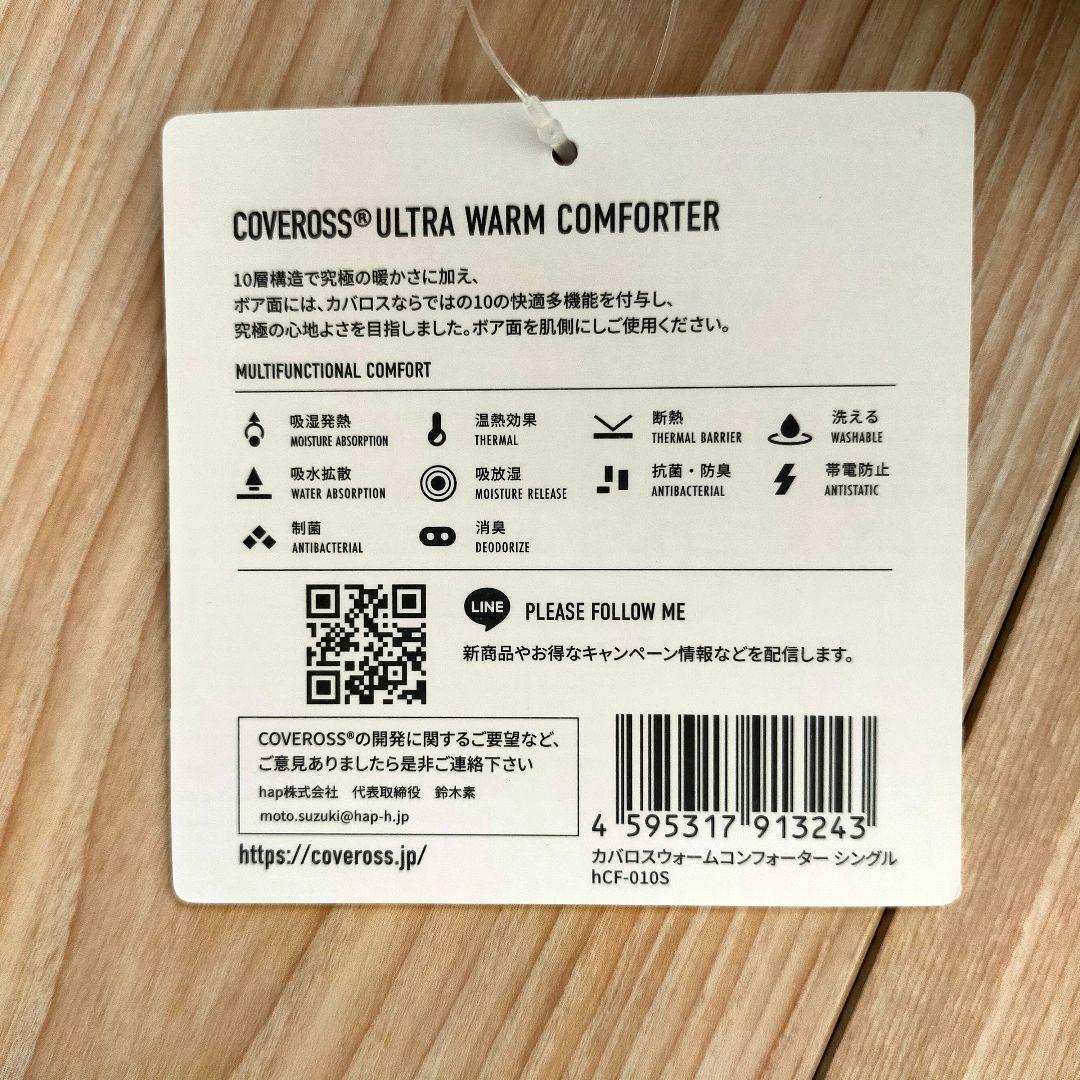 COVEROSS® ULTRA WARM COMFORTER
10層構造で究極の暖かさに加え、
ボア面には、カバロスならではの10の快適多機能を付与し、
究極の心地よさを目指しました。ボア面を肌側にしご使用ください。
MULTIFUNCTIONAL COMFORT
吸湿発熱 温熱効果 断熱 洗える
MOISTURE ABSORPTION THERMAL THERMAL BARRIER WASHABLE
吸水拡散 吸放湿 抗菌・防臭 帯電防止
WATER ABSORPTION MOISTURE RELEASE ANTIBACTERIAL ANTISTATIC
制菌 消臭
ANTIBACTERIAL DEODORIZE
LINE PLEASE FOLLOW ME
新商品やお得なキャンペーン情報などを配信します。
COVEROSS®の開発に関するご要望など、
ご意見ありましたら是非ご連絡下さい
hap株式会社 代表取締役 鈴木素
moto.suzuki@hap-h.jp
https://coveross.jp/
4 595317 913243
カバロスウォームコンフォーター シングル
hCF-010S